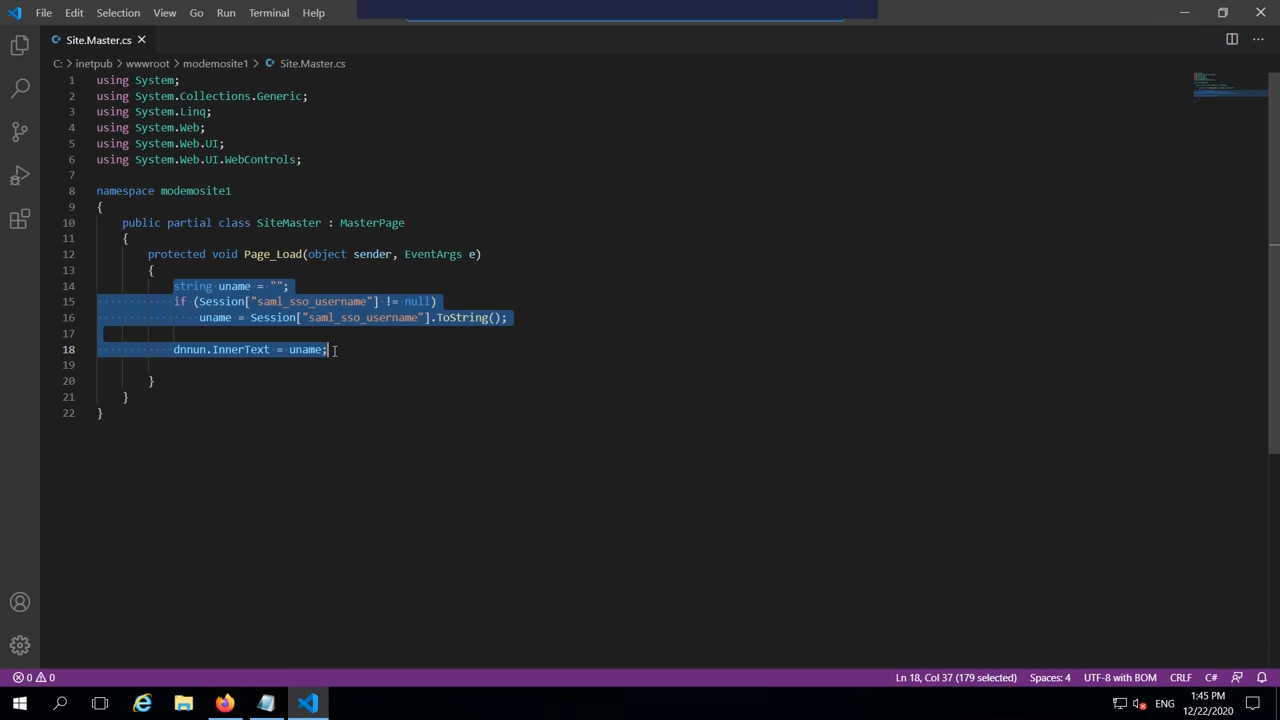 File Edit Selection View Go Run Terminal Help
Site.Master.cs
C: > inetpub > wwwroot > modemosite1 > Site.Master.cs
1 using System;
2 using System.Collections.Generic;
3 using System.Linq;
4 using System.Web;
5 using System.Web.UI;
6 using System.Web.UI.WebControls;
7
8 namespace modemosite1
9 {
10 public partial class SiteMaster : MasterPage
11 {
12 protected void Page_Load(object sender, EventArgs e)
13 {
14 string uname = "";
15 if (Session["saml_sso_username"] != null)
16 uname = Session["saml_sso_username"].ToString();
17
18 dnnun.InnerText = uname;
19
20 }
21 }
22 }
0 0 Ln 18, Col 37 (179 selected) Spaces: 4 UTF-8 with BOM CRLF C#
ENG 1:45 PM
12/22/2020